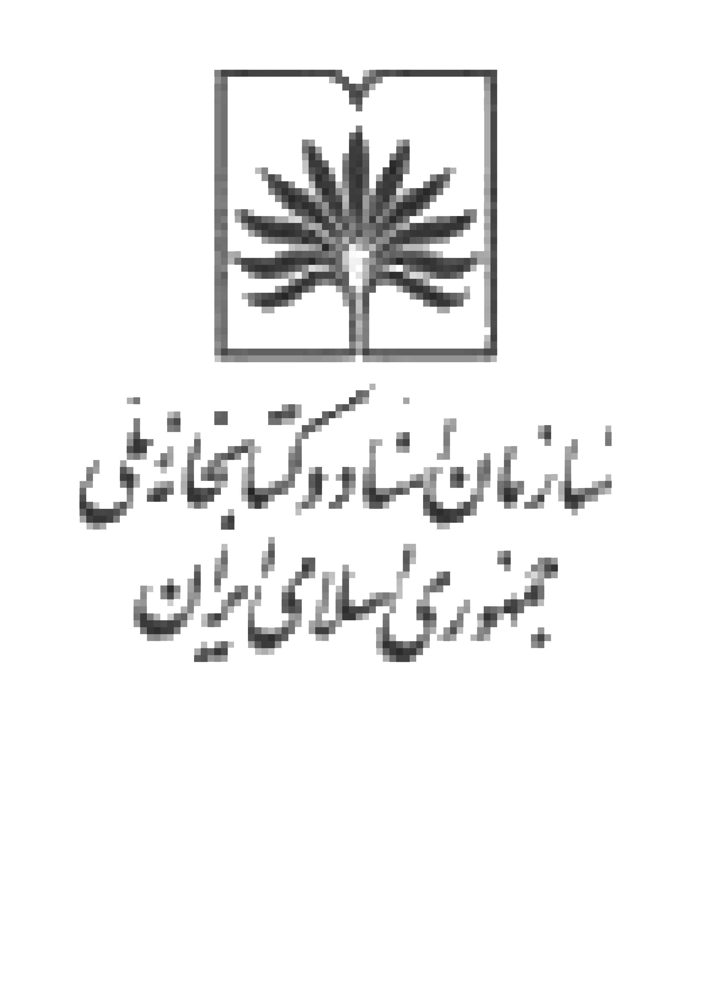 سازمان اسناد و کتابخانه ملی
جمهوری اسلامی ایران